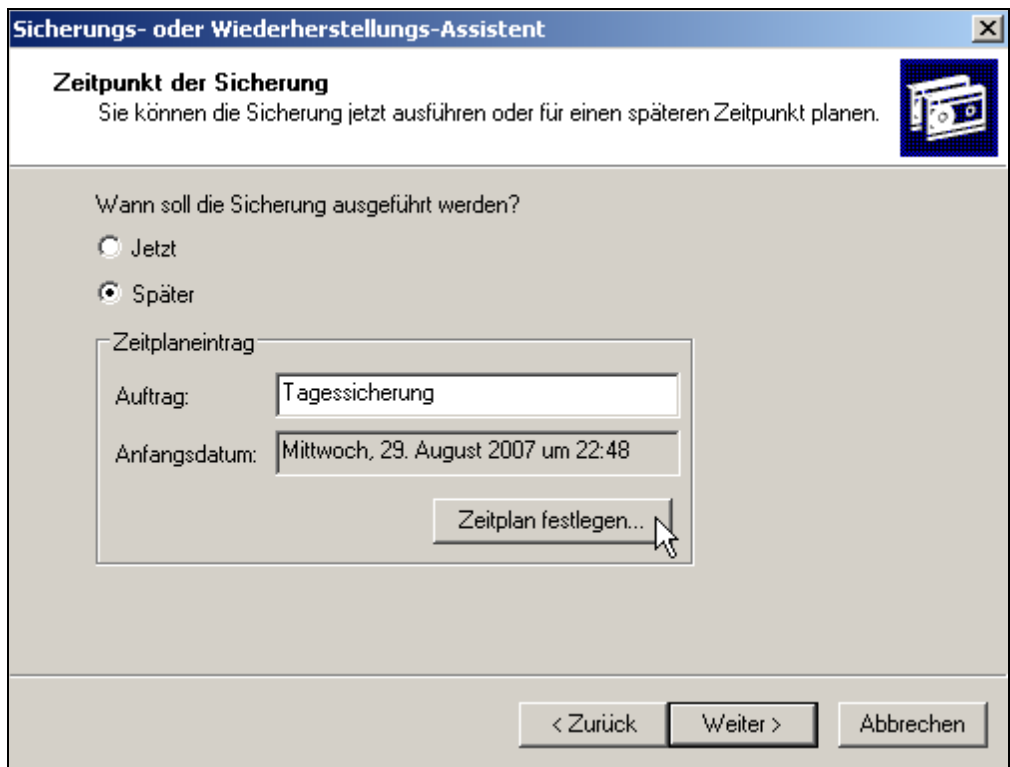 Sicherungs- oder Wiederherstellungs-Assistent
Zeitpunkt der Sicherung
Sie können die Sicherung jetzt ausführen oder für einen späteren Zeitpunkt planen.
Wann soll die Sicherung ausgeführt werden?
Jetzt
Später
Zeitplaneintrag
Auftrag: Tagessicherung
Anfangsdatum: Mittwoch, 29. August 2007 um 22:48
Zeitplan festlegen...
< Zurück Weiter > Abbrechen